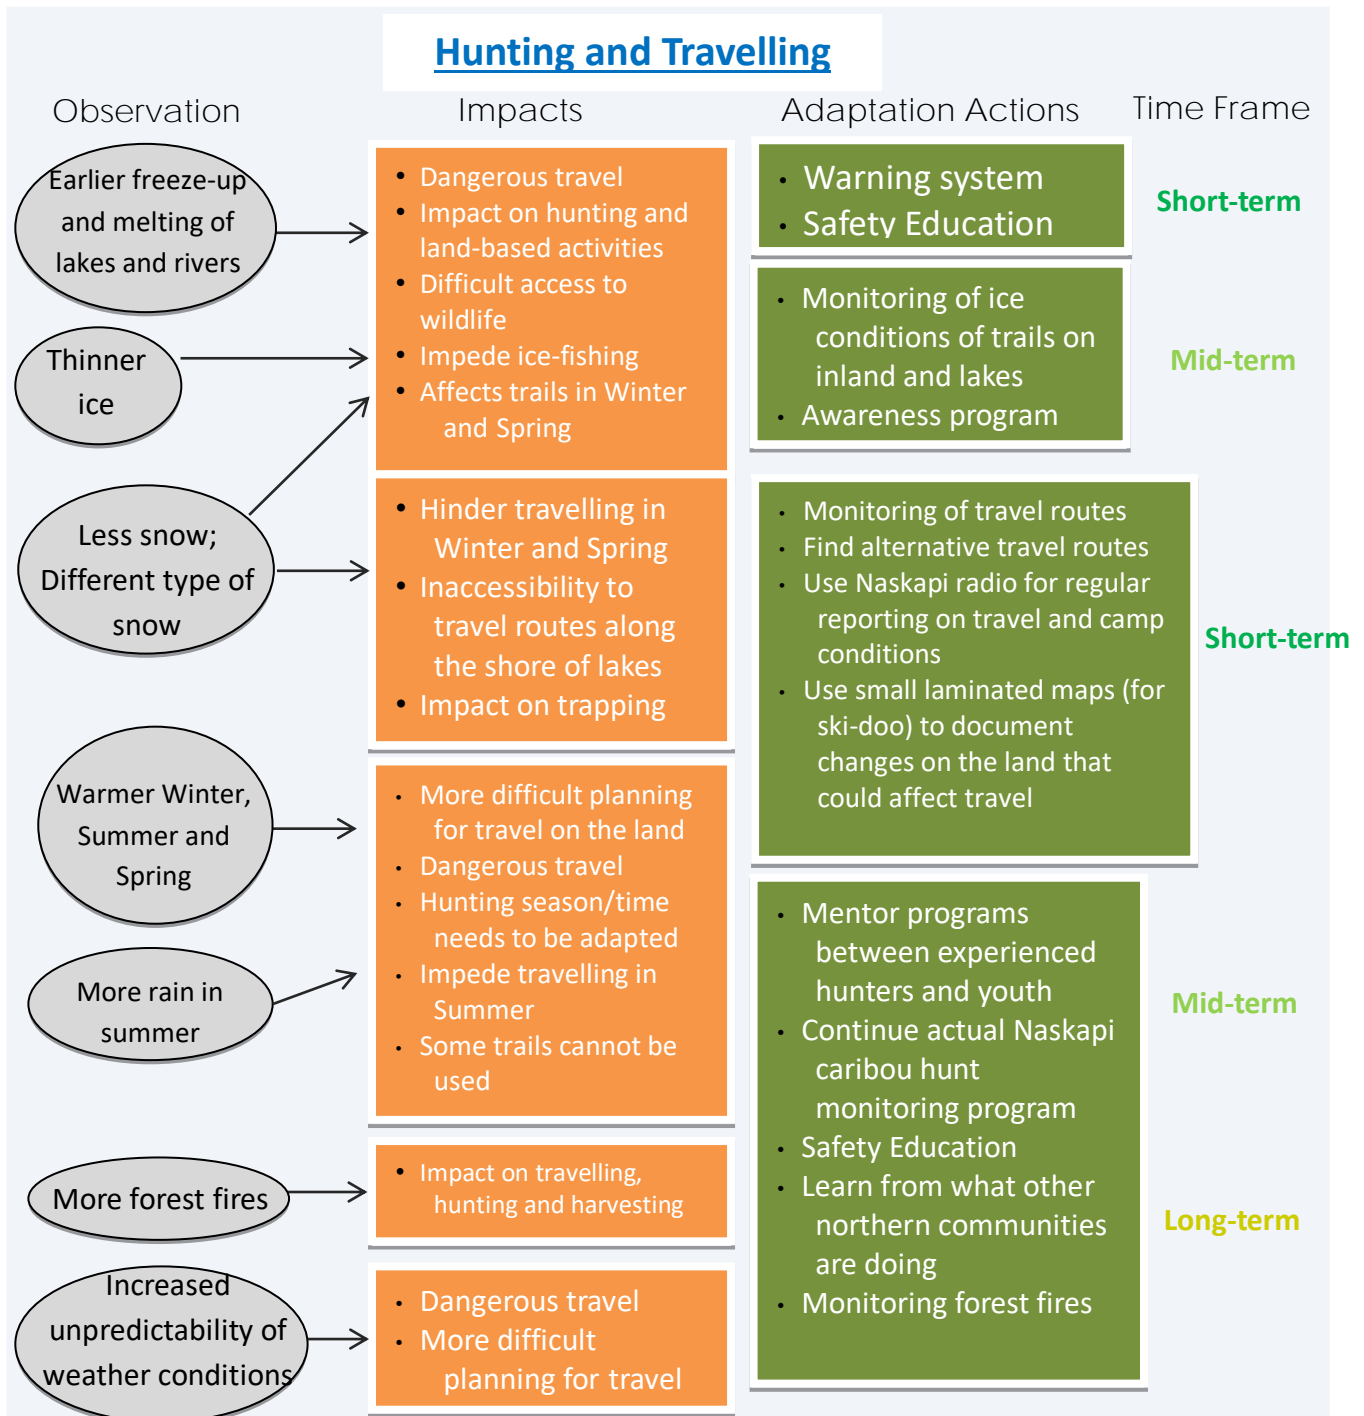 Hunting and Travelling
Observation
Impacts
Adaptation Actions
Time Frame
Earlier freeze-up
and melting of
lakes and rivers
Thinner
ice
Less snow;
Different type of
snow
Warmer Winter,
Summer and
Spring
More rain in
summer
More forest fires
Increased
unpredictability of
weather conditions
• Dangerous travel
• Impact on hunting and
land-based activities
• Difficult access to
wildlife
• Impede ice-fishing
• Affects trails in Winter
and Spring
• Hinder travelling in
Winter and Spring
• Inaccessibility to
travel routes along
the shore of lakes
• Impact on trapping
• More difficult planning
for travel on the land
• Dangerous travel
• Hunting season/time
needs to be adapted
• Impede travelling in
Summer
• Some trails cannot be
used
• Impact on travelling,
hunting and harvesting
• Dangerous travel
• More difficult
planning for travel
• Warning system
• Safety Education
• Monitoring of ice
conditions of trails on
inland and lakes
• Awareness program
• Monitoring of travel routes
• Find alternative travel routes
• Use Naskapi radio for regular
reporting on travel and camp
conditions
• Use small laminated maps (for
ski-doo) to document
changes on the land that
could affect travel
• Mentor programs
between experienced
hunters and youth
• Continue actual Naskapi
caribou hunt
monitoring program
• Safety Education
• Learn from what other
northern communities
are doing
• Monitoring forest fires
Short-term
Mid-term
Short-term
Mid-term
Long-term